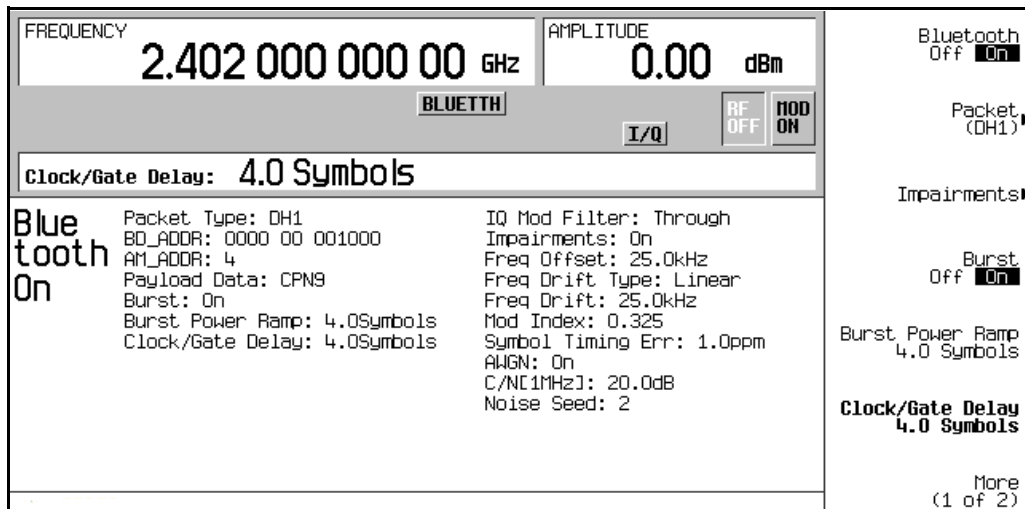 FREQUENCY
2.402 000 000 00 GHz
AMPLITUDE
0.00 dBm
BLUETTH
I/Q
RF OFF
MOD ON
Clock/Gate Delay: 4.0 Symbols
Blue
tooth
On
Packet Type: DH1
BD_ADDR: 0000 00 001000
AM_ADDR: 4
Payload Data: CPN9
Burst: On
Burst Power Ramp: 4.0Symbols
Clock/Gate Delay: 4.0Symbols
IQ Mod Filter: Through
Impairments: On
Freq Offset: 25.0kHz
Freq Drift Type: Linear
Freq Drift: 25.0kHz
Mod Index: 0.325
Symbol Timing Err: 1.0ppm
AWGN: On
C/N[1MHz]: 20.0dB
Noise Seed: 2
Bluetooth
Off On
Packet
(DH1)
Impairments
Burst
Off On
Burst Power Ramp
4.0 Symbols
Clock/Gate Delay
4.0 Symbols
More
(1 of 2)